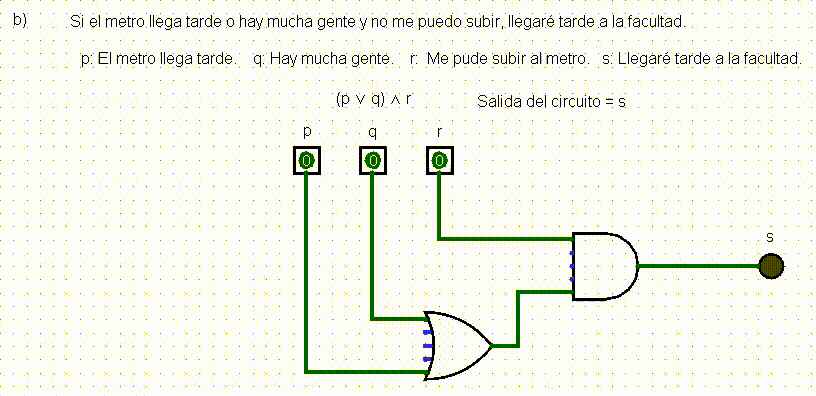 b) Si el metro llega tarde o hay mucha gente y no me puedo subir, llegaré tarde a la facultad.
p: El metro llega tarde. q: Hay mucha gente. r: Me pude subir al metro. s: Llegaré tarde a la facultad.
(p ∨ q) ∧ r Salida del circuito = s
p q r
0 0 0
s